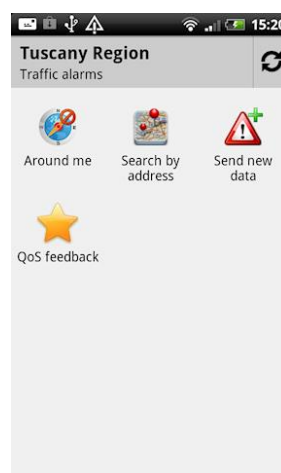 15:20
Tuscany Region
Traffic alarms
Around me
Search by
address
Send new
data
QoS feedback